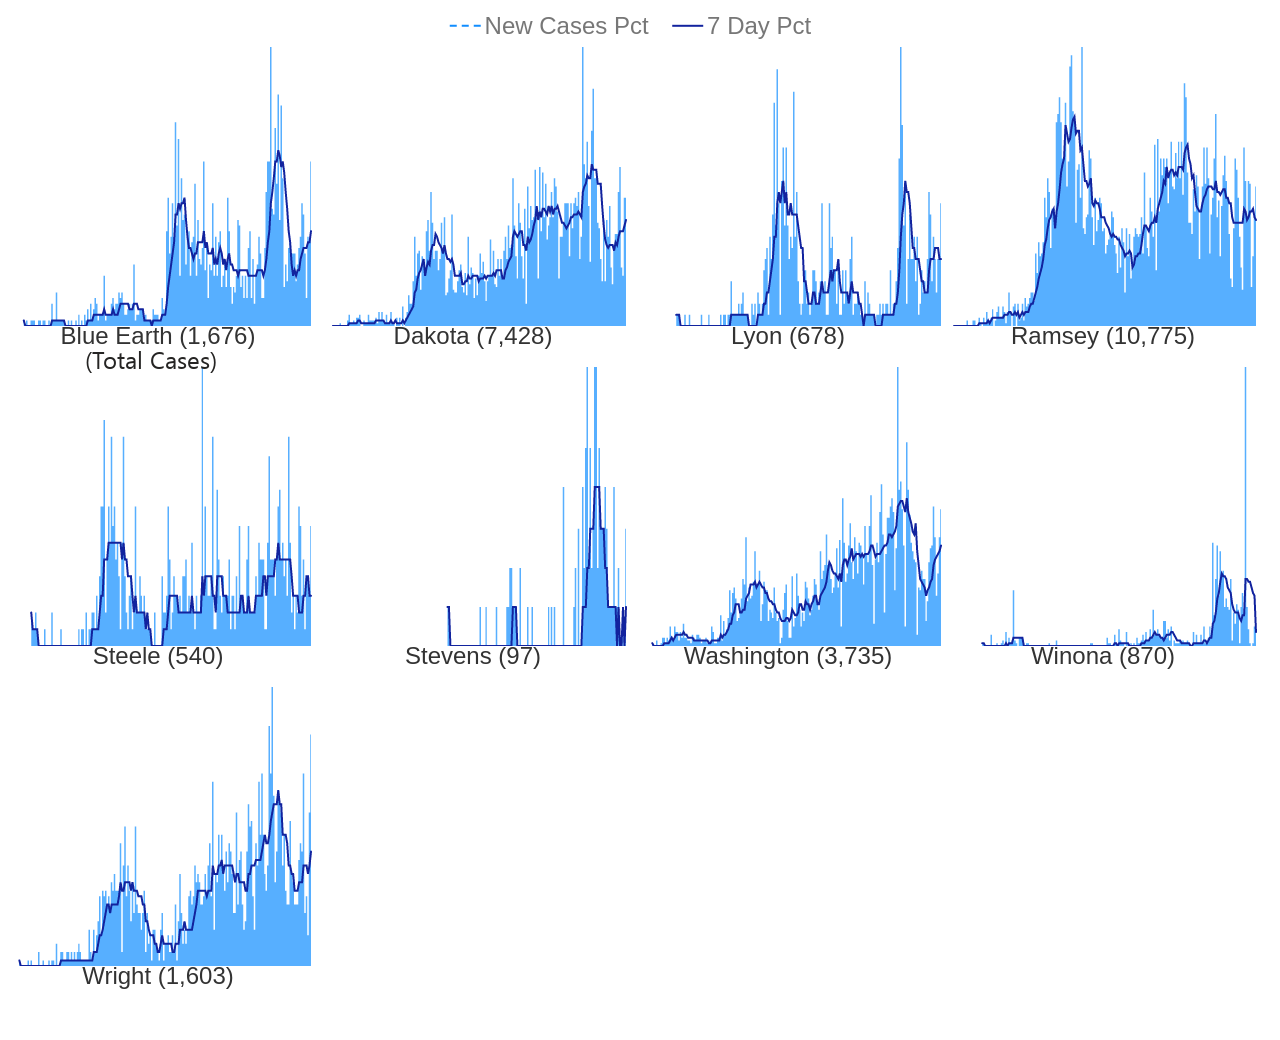 New Cases Pct 7 Day Pct
Blue Earth (1,676) Dakota (7,428) Lyon (678) Ramsey (10,775)
(Total Cases)
Steele (540) Stevens (97) Washington (3,735) Winona (870)
Wright (1,603)